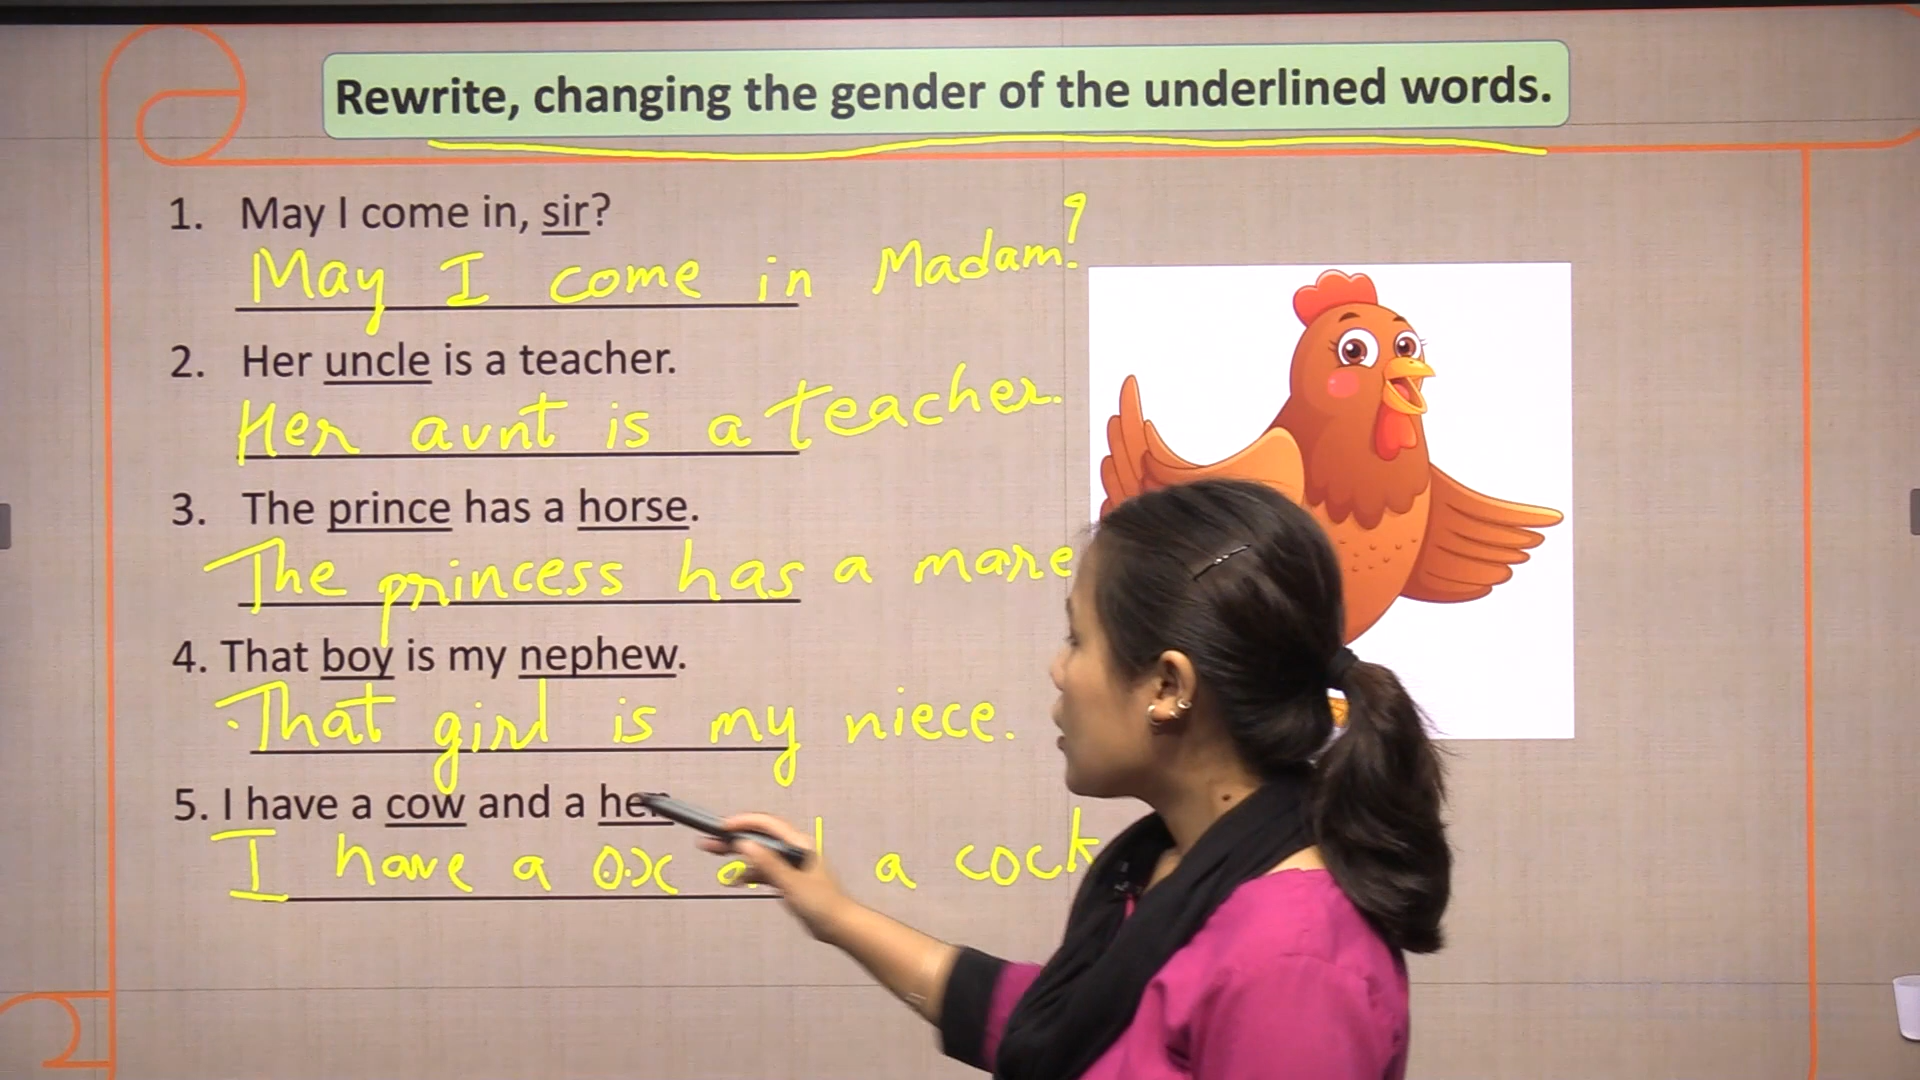 Rewrite, changing the gender of the underlined words.
1. May I come in, sir?
May I come in Madam?
2. Her uncle is a teacher.
Her aunt is a teacher.
3. The prince has a horse.
The princess has a mare
4. That boy is my nephew.
That girl is my niece.
5. I have a cow and a hen
I have a ox a cock